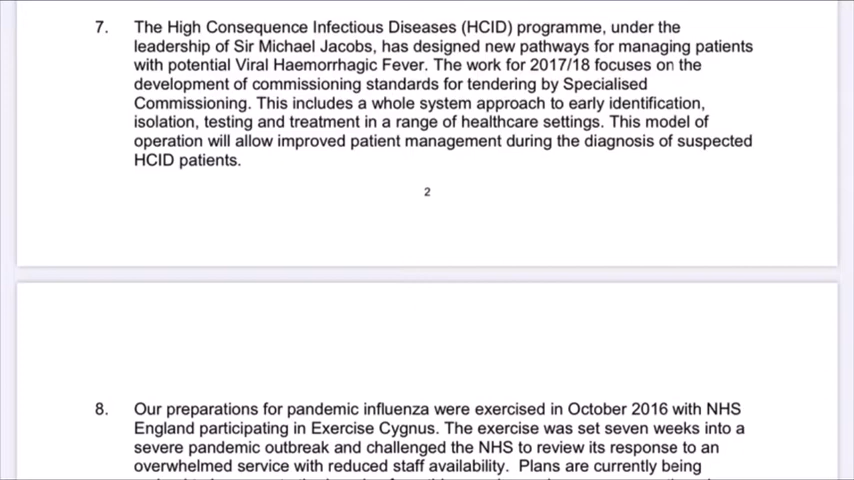 7. The High Consequence Infectious Diseases (HCID) programme, under the
leadership of Sir Michael Jacobs, has designed new pathways for managing patients
with potential Viral Haemorrhagic Fever. The work for 2017/18 focuses on the
development of commissioning standards for tendering by Specialised
Commissioning. This includes a whole system approach to early identification,
isolation, testing and treatment in a range of healthcare settings. This model of
operation will allow improved patient management during the diagnosis of suspected
HCID patients.
2
8. Our preparations for pandemic influenza were exercised in October 2016 with NHS
England participating in Exercise Cygnus. The exercise was set seven weeks into a
severe pandemic outbreak and challenged the NHS to review its response to an
overwhelmed service with reduced staff availability. Plans are currently being